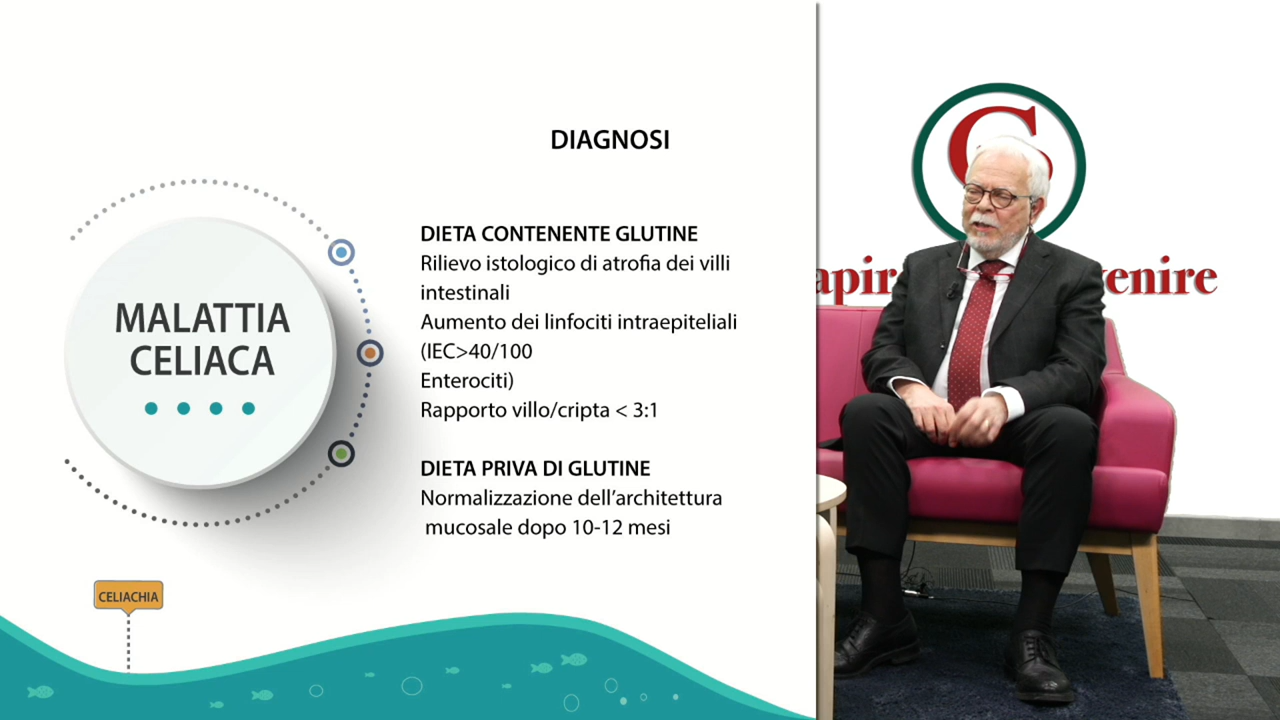 DIAGNOSI
DIETA CONTENENTE GLUTINE
Rilievo istologico di atrofia dei villi
intestinali
Aumento dei linfociti intraepiteliali
(IEC>40/100
Enterociti)
Rapporto villo/cripta < 3:1
DIETA PRIVA DI GLUTINE
Normalizzazione dell'architettura
mucosale dopo 10-12 mesi
MALATTIA
CELIACA
CELIACHIA